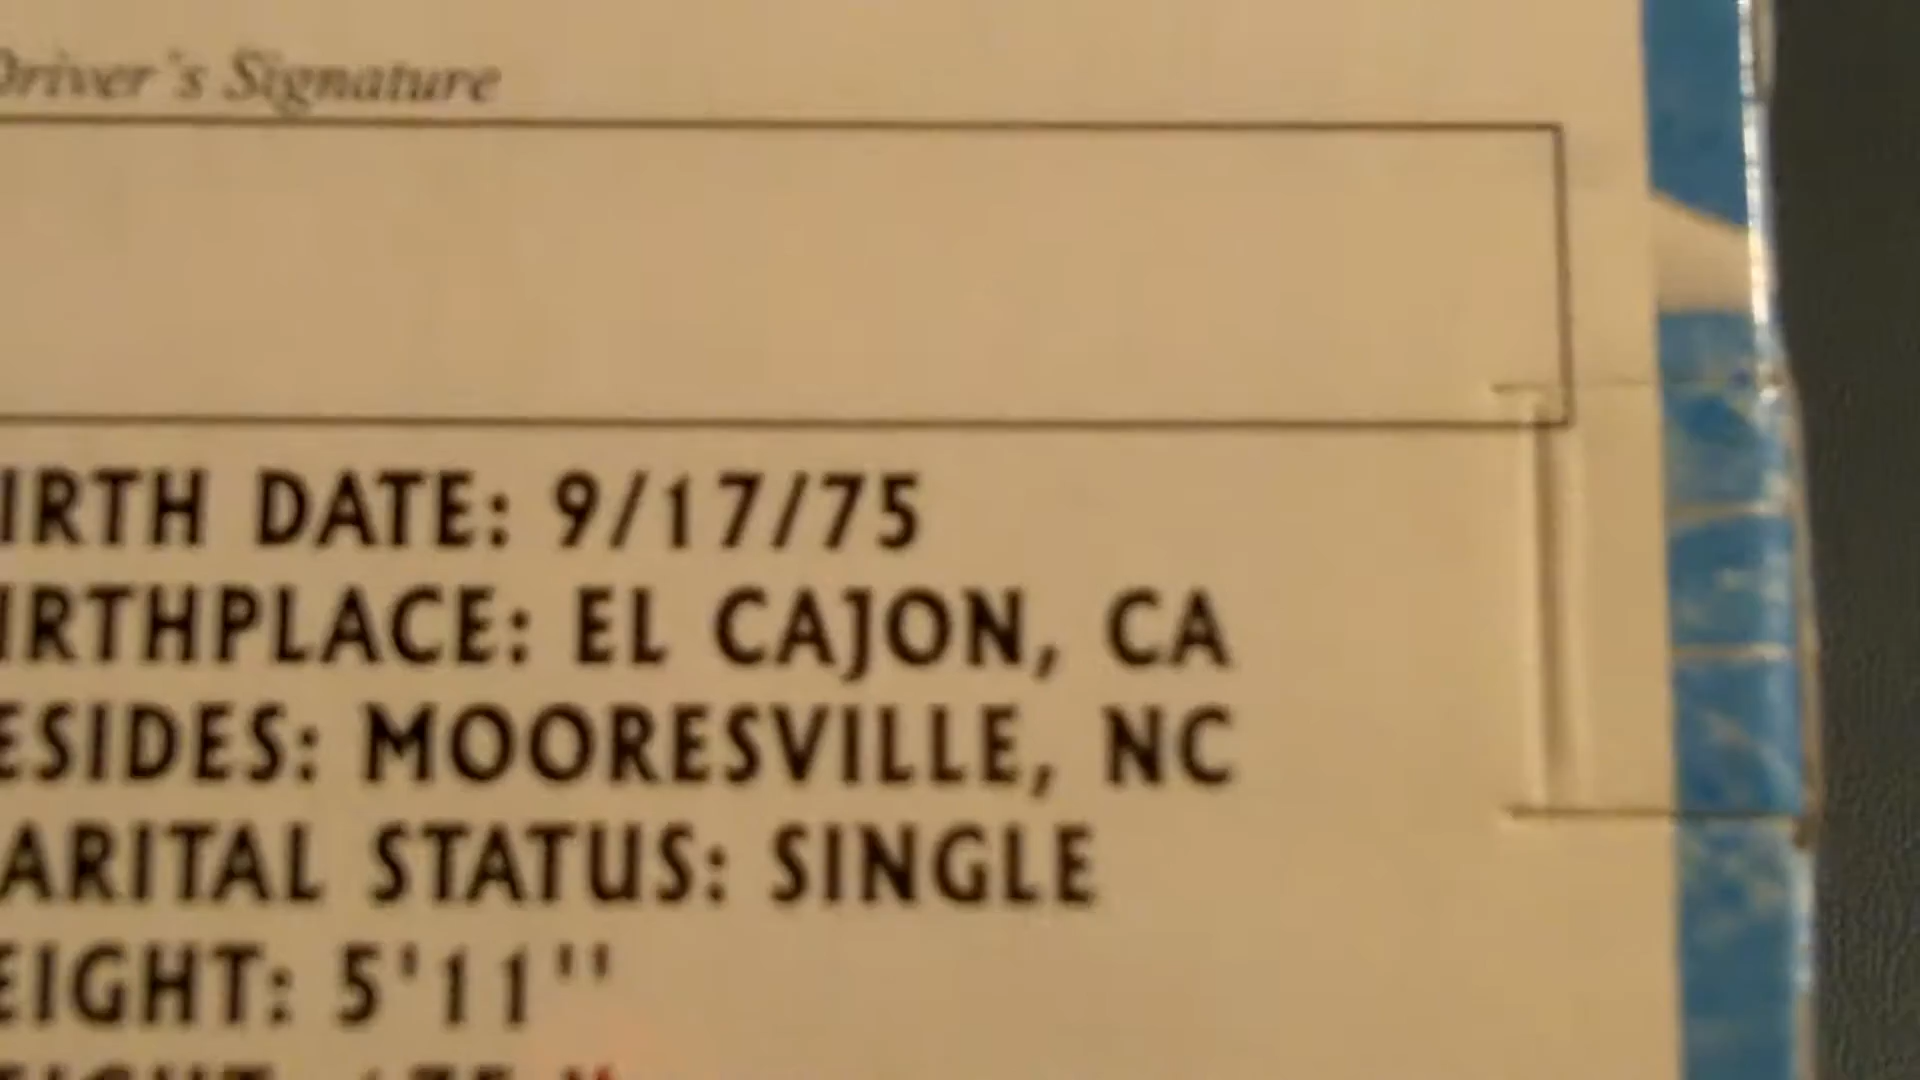 Driver's Signature
IRTH DATE: 9/17/75
IRTHPLACE: EL CAJON, CA
ESIDES: MOORESVILLE, NC
ARITAL STATUS: SINGLE
EIGHT: 5'11''